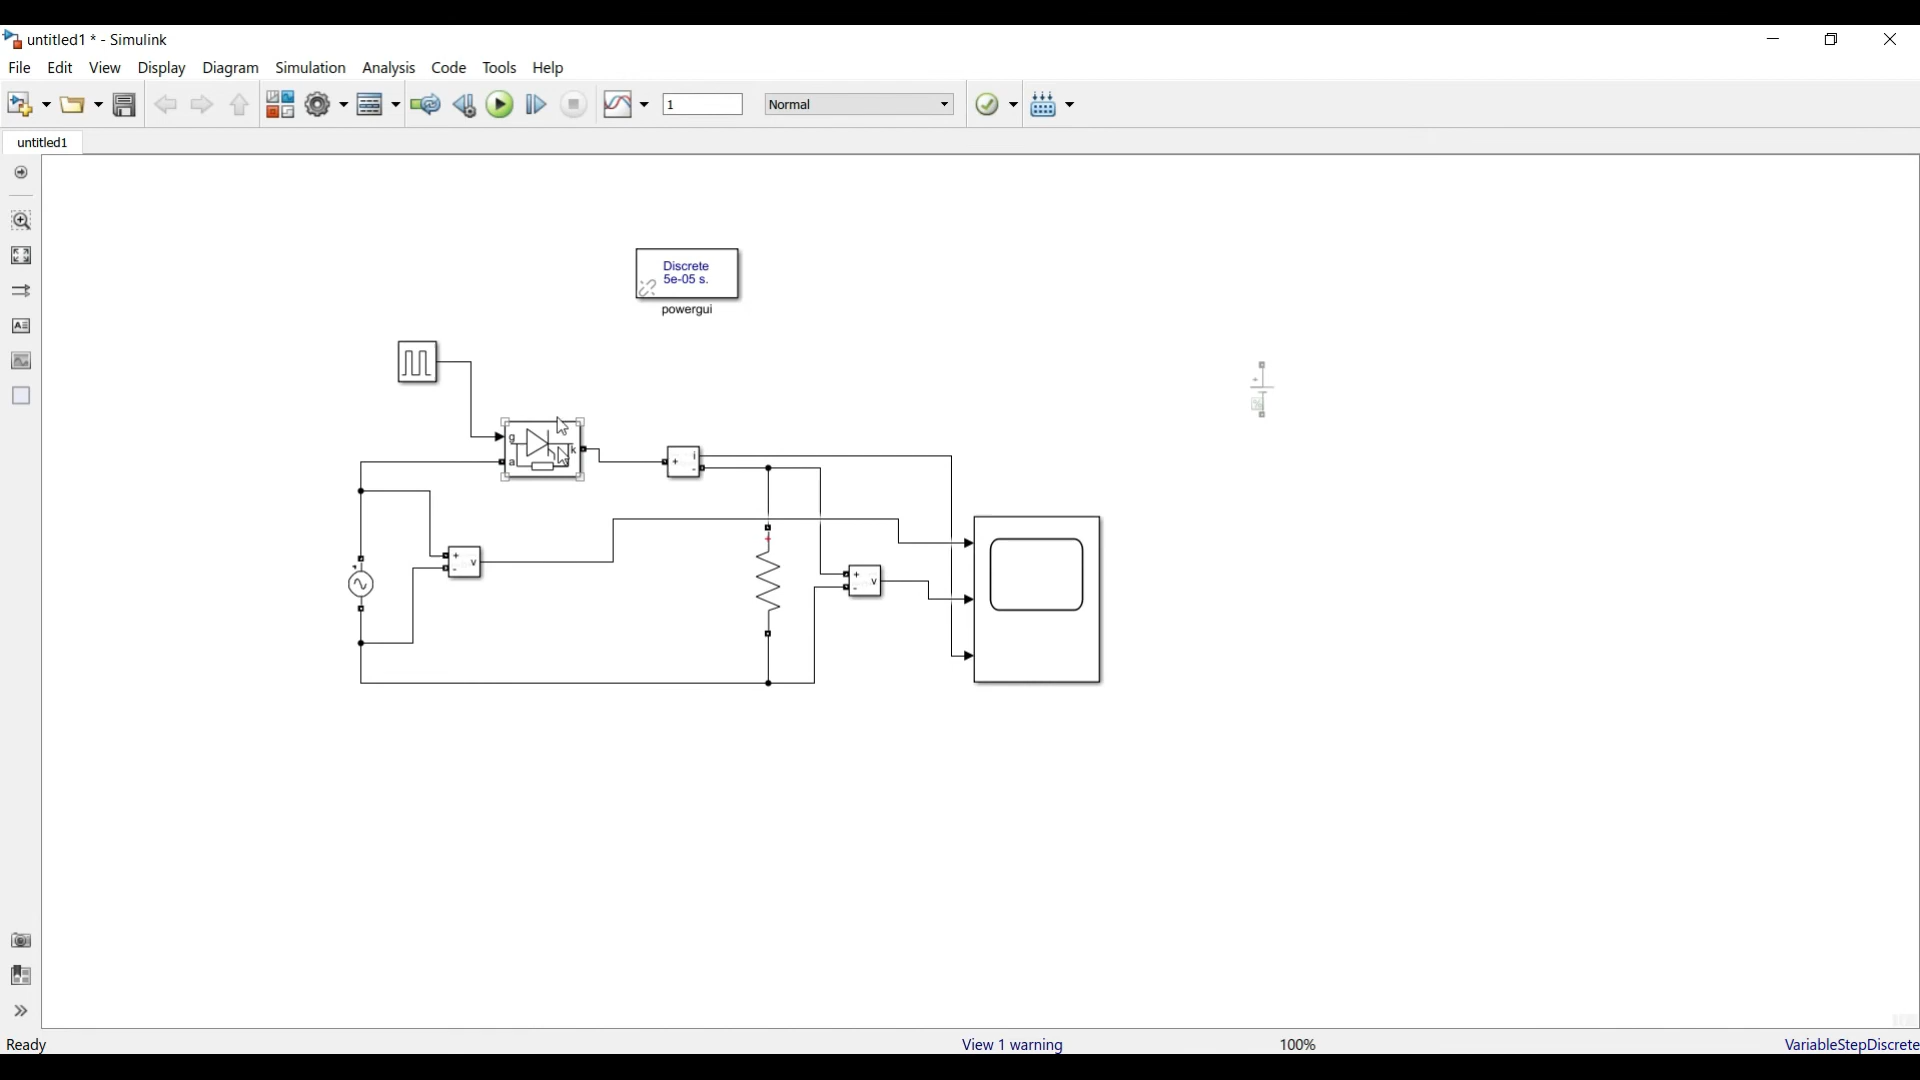 untitled1 * - Simulink
File Edit View Display Diagram Simulation Analysis Code Tools Help
1
Normal
untitled1
Discrete
5e-05 s.
powergui
g
k
a
+
i
-
+
v
-
+
+
v
-
+
Ready
View 1 warning
100%
VariableStepDiscrete